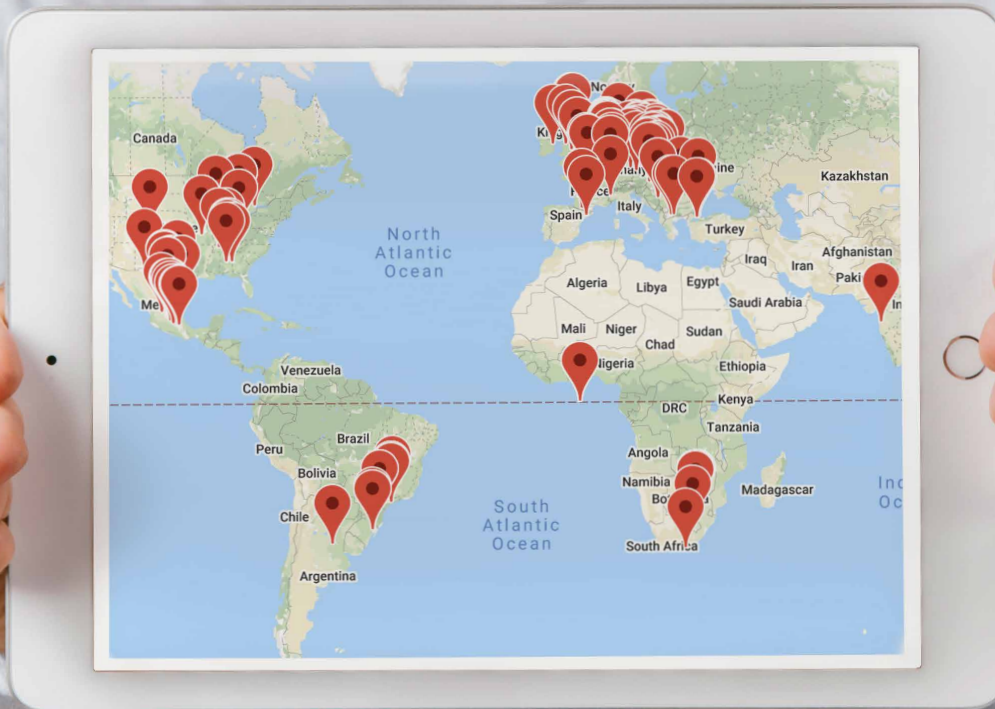 Canada
Kazakhstan
Italy
Spain
Turkey
North
Atlantic
Ocean
Afghanistan
Iraq
Iran
Algeria
Libya
Egypt
Saudi Arabia
Mali
Niger
Sudan
Chad
Nigeria
Ethiopia
Venezuela
Colombia
Kenya
DRC
Tanzania
Brazil
Peru
Angola
Bolivia
Namibia
Madagascar
Chile
South
Atlantic
Ocean
South Africa
Argentina